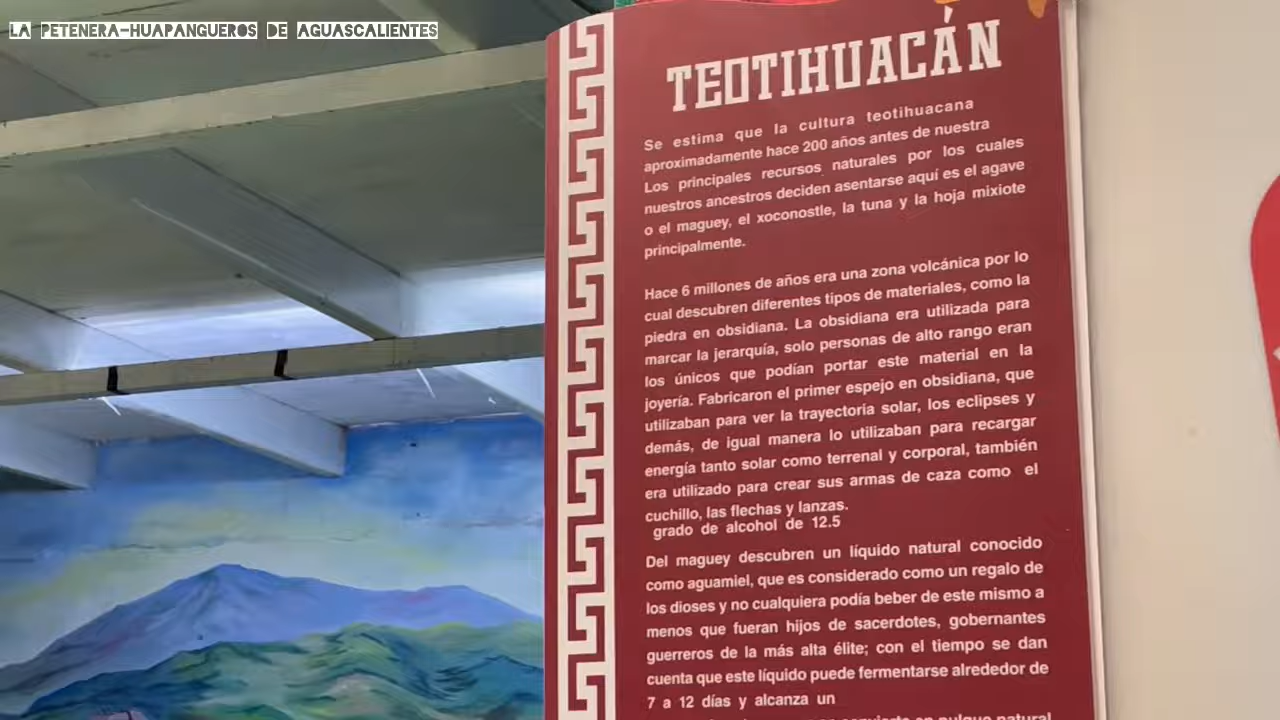 LA PETENERA-HUAPANGUEROS DE AGUASCALIENTES
TEOTIHUACÁN
Se estima que la cultura teotihuacana
aproximadamente hace 200 años antes de nuestra
Los principales recursos naturales por los cuales
nuestros ancestros deciden asentarse aquí es el agave
o el maguey, el xoconostle, la tuna y la hoja mixiote
principalmente.
Hace 6 millones de años era una zona volcánica por lo
cual descubren diferentes tipos de materiales, como la
piedra en obsidiana. La obsidiana era utilizada para
marcar la jerarquía, solo personas de alto rango eran
los únicos que podían portar este material en la
joyería. Fabricaron el primer espejo en obsidiana, que
utilizaban para ver la trayectoria solar, los eclipses y
demás, de igual manera lo utilizaban para recargar
energía tanto solar como terrenal y corporal, también
era utilizado para crear sus armas de caza como el
cuchillo, las flechas y lanzas.
grado de alcohol de 12.5
Del maguey descubren un líquido natural conocido
como aguamiel, que es considerado como un regalo de
los dioses y no cualquiera podía beber de este mismo a
menos que fueran hijos de sacerdotes, gobernantes
guerreros de la más alta élite; con el tiempo se dan
cuenta que este líquido puede fermentarse alrededor de
7 a 12 días y alcanza un
en pulque natural